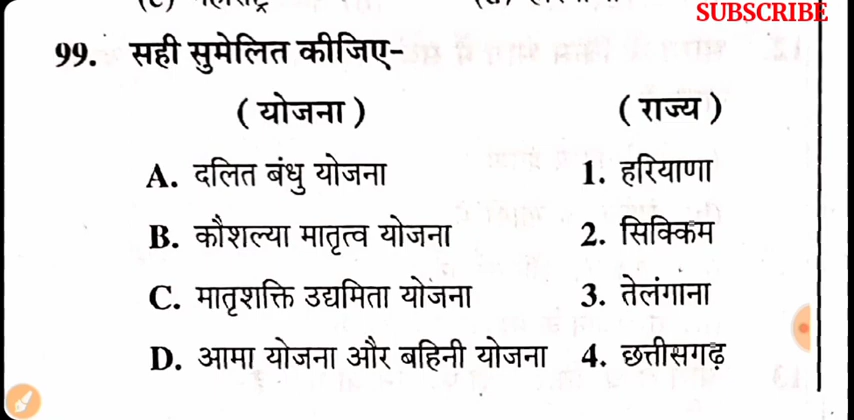 SUBSCRIBE
99. सही सुमेलित कीजिए-
( योजना ) ( राज्य )
A. दलित बंधु योजना 1. हरियाणा
B. कौशल्या मातृत्व योजना 2. सिक्किम
C. मातृशक्ति उद्यमिता योजना 3. तेलंगाना
D. आमा योजना और बहिनी योजना 4. छत्तीसगढ़